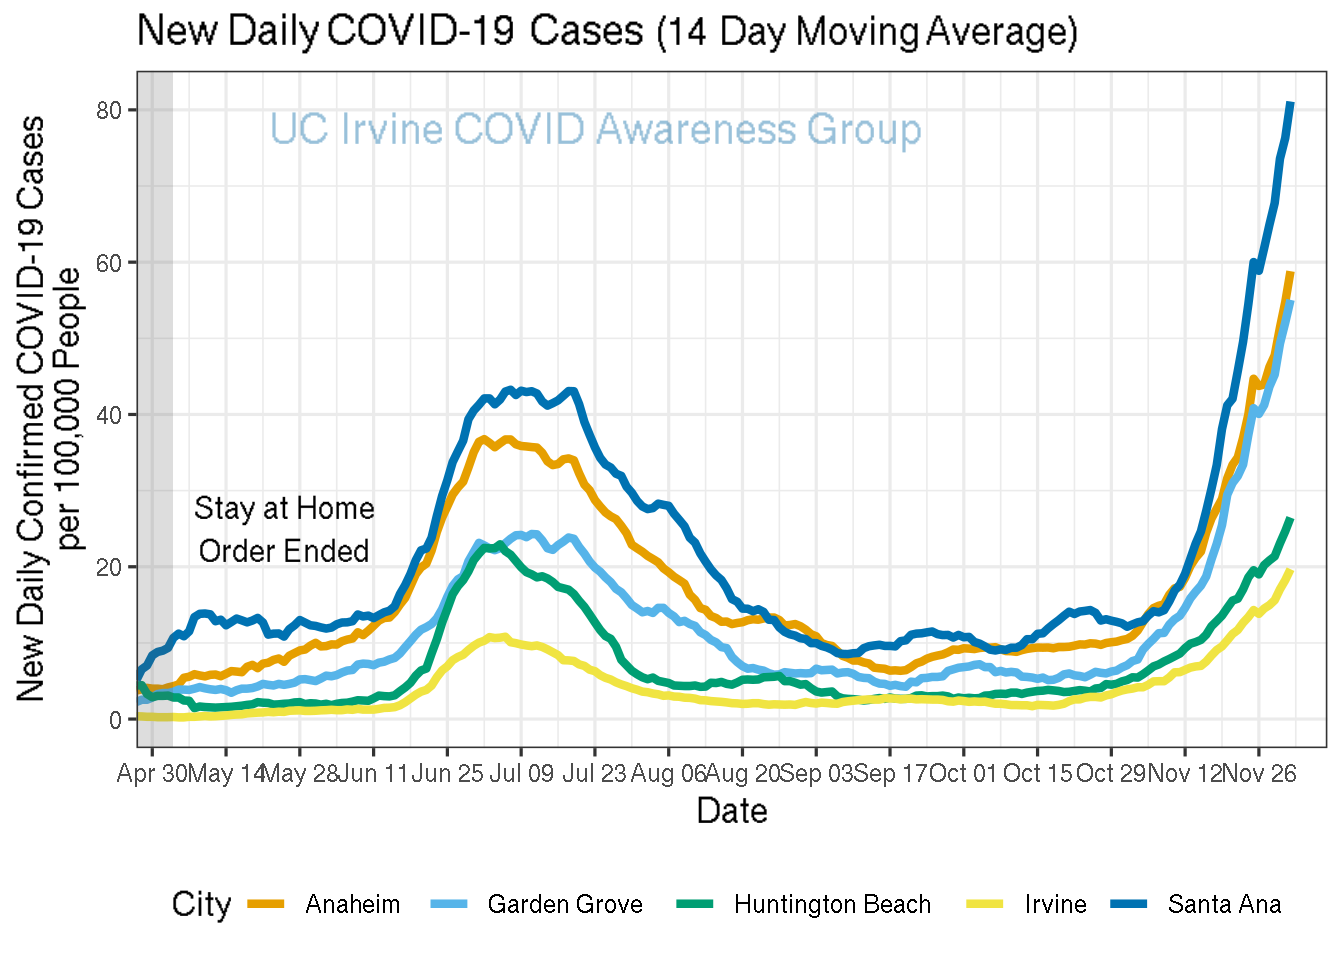 New Daily COVID-19 Cases (14 Day Moving Average)
UC Irvine COVID Awareness Group
New Daily Confirmed COVID-19 Cases
per 100,000 People
80
60
40
20
0
Stay at Home
Order Ended
Apr 30 May 14 May 28 Jun 11 Jun 25 Jul 09 Jul 23 Aug 06 Aug 20 Sep 03 Sep 17 Oct 01 Oct 15 Oct 29 Nov 12 Nov 26
Date
City Anaheim Garden Grove Huntington Beach Irvine Santa Ana